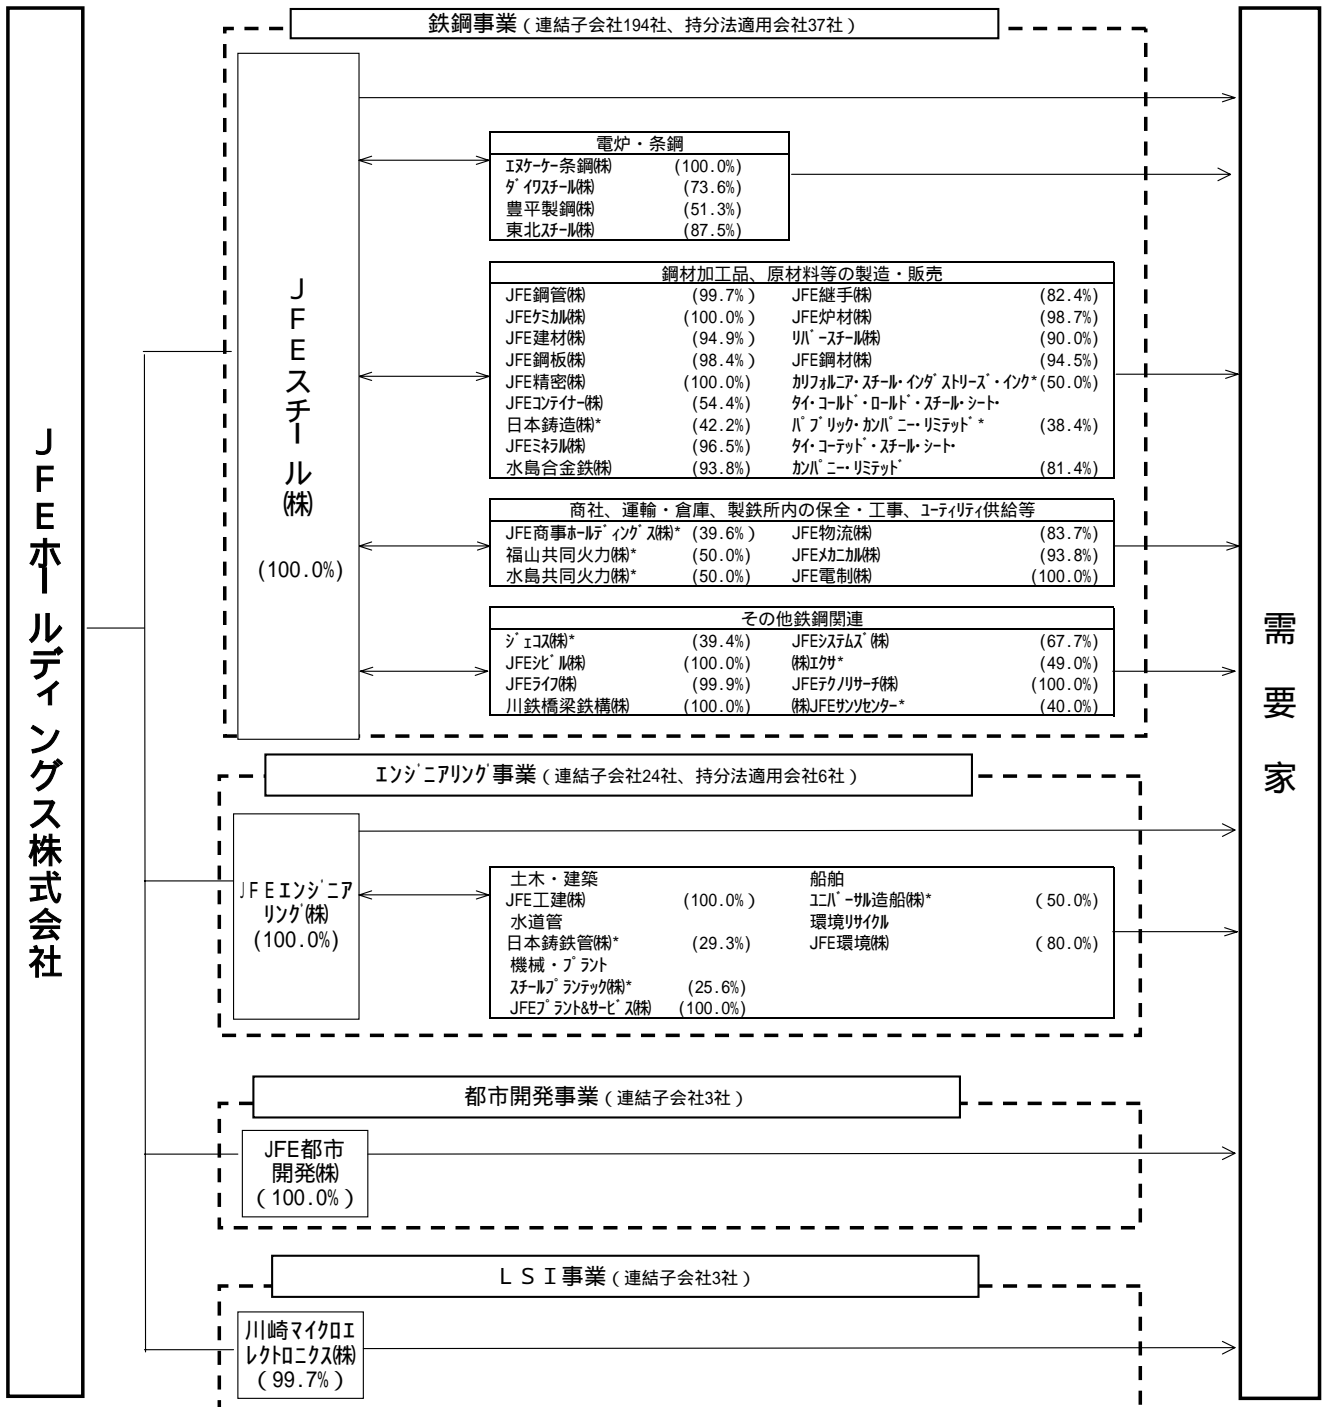 JFEホールディングス株式会社
鉄鋼事業（連結子会社194社、持分法適用会社37社）
JFEスチール㈱
(100.0%)
電炉・条鋼
ｴﾇｹｰｹｰ条鋼㈱ (100.0%)
ﾀﾞｲﾜｽﾁｰﾙ㈱ (73.6%)
豊平製鋼㈱ (51.3%)
東北ｽﾁｰﾙ㈱ (87.5%)
鋼材加工品、原材料等の製造・販売
JFE鋼管㈱ (99.7%) JFE継手㈱ (82.4%)
JFEｹﾐｶﾙ㈱ (100.0%) JFE炉材㈱ (98.7%)
JFE建材㈱ (94.9%) ﾘﾊﾞｰｽﾁｰﾙ㈱ (90.0%)
JFE鋼板㈱ (98.4%) JFE鋼材㈱ (94.5%)
JFE精密㈱ (100.0%) ｶﾘﾌｫﾙﾆｱ･ｽﾁｰﾙ･ｲﾝﾀﾞｽﾄﾘｰｽﾞ･ｲﾝｸ* (50.0%)
JFEｺﾝﾃｲﾅｰ㈱ (54.4%) ﾀｲ･ｺｰﾙﾄﾞ･ﾛｰﾙﾄﾞ･ｽﾁｰﾙ･ｼｰﾄ･
日本鋳造㈱* (42.2%) ﾊﾟﾌﾞﾘｯｸ･ｶﾝﾊﾟﾆｰ･ﾘﾐﾃｯﾄﾞ* (38.4%)
JFEﾐﾈﾗﾙ㈱ (96.5%) ﾀｲ･ｺｰﾃｯﾄﾞ･ｽﾁｰﾙ･ｼｰﾄ･
水島合金鉄㈱ (93.8%) ｶﾝﾊﾟﾆｰ･ﾘﾐﾃｯﾄﾞ (81.4%)
商社、運輸・倉庫、製鉄所内の保全・工事、ﾕｰﾃｨﾘﾃｨ供給等
JFE商事ﾎｰﾙﾃﾞｨﾝｸﾞｽ㈱* (39.6%) JFE物流㈱ (83.7%)
福山共同火力㈱* (50.0%) JFEﾒｶﾆｶﾙ㈱ (93.8%)
水島共同火力㈱* (50.0%) JFE電制㈱ (100.0%)
その他鉄鋼関連
ｼﾞｪｺｽ㈱* (39.4%) JFEｼｽﾃﾑｽﾞ㈱ (67.7%)
JFEｼﾋﾞﾙ㈱ (100.0%) ㈱ｴｸｻ* (49.0%)
JFEﾗｲﾌ㈱ (99.9%) JFEﾃｸﾉﾘｻｰﾁ㈱ (100.0%)
川鉄橋梁鉄構㈱ (100.0%) ㈱JFEｻﾝｿｾﾝﾀｰ* (40.0%)
ｴﾝｼﾞﾆｱﾘﾝｸﾞ事業（連結子会社24社、持分法適用会社6社）
JFEｴﾝｼﾞﾆｱ
ﾘﾝｸﾞ㈱
(100.0%)
土木・建築 船舶
JFE工建㈱ (100.0%) ﾕﾆﾊﾞｰｻﾙ造船㈱* (50.0%)
水道管 環境ﾘｻｲｸﾙ
日本鋳鉄管㈱* (29.3%) JFE環境㈱ (80.0%)
機械・ﾌﾟﾗﾝﾄ
ｽﾁｰﾙﾌﾟﾗﾝﾃｯｸ㈱* (25.6%)
JFEﾌﾟﾗﾝﾄ&ｻｰﾋﾞｽ㈱ (100.0%)
都市開発事業（連結子会社3社）
JFE都市
開発㈱
(100.0%)
LSI事業（連結子会社3社）
川崎ﾏｲｸﾛｴ
ﾚｸﾄﾛﾆｸｽ㈱
(99.7%)
需要家